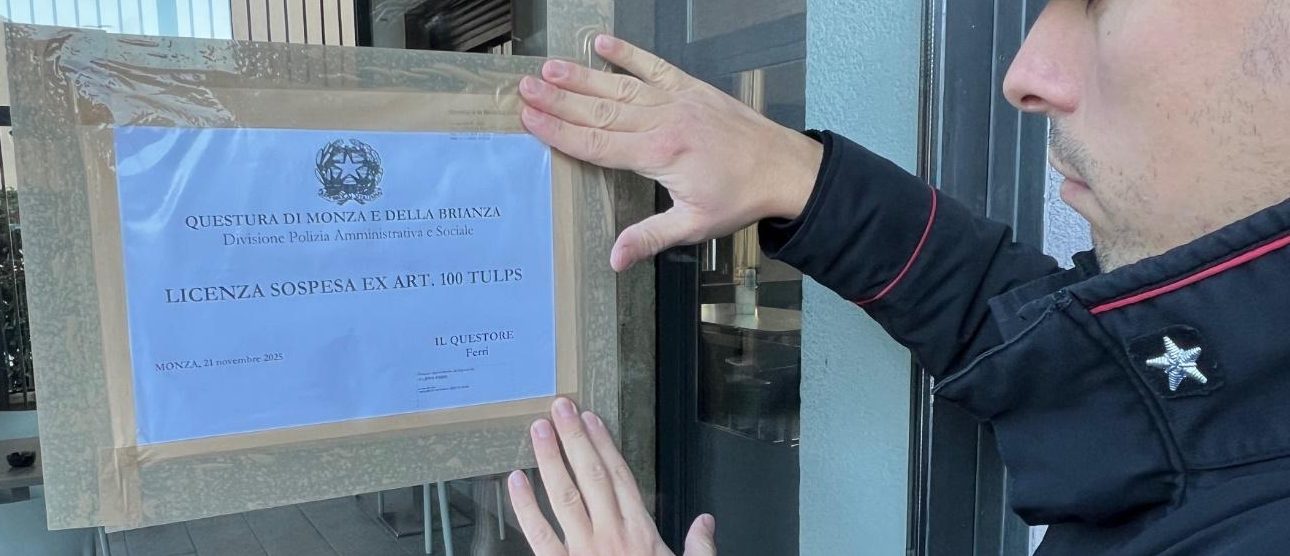 QUESTURA DI MONZA E DELLA BRIANZA
Divisione Polizia Amministrativa e Sociale
LICENZA SOSPESA EX ART. 100 TULPS
IL QUESTORE
Ferri
MONZA, 21 novembre 2025